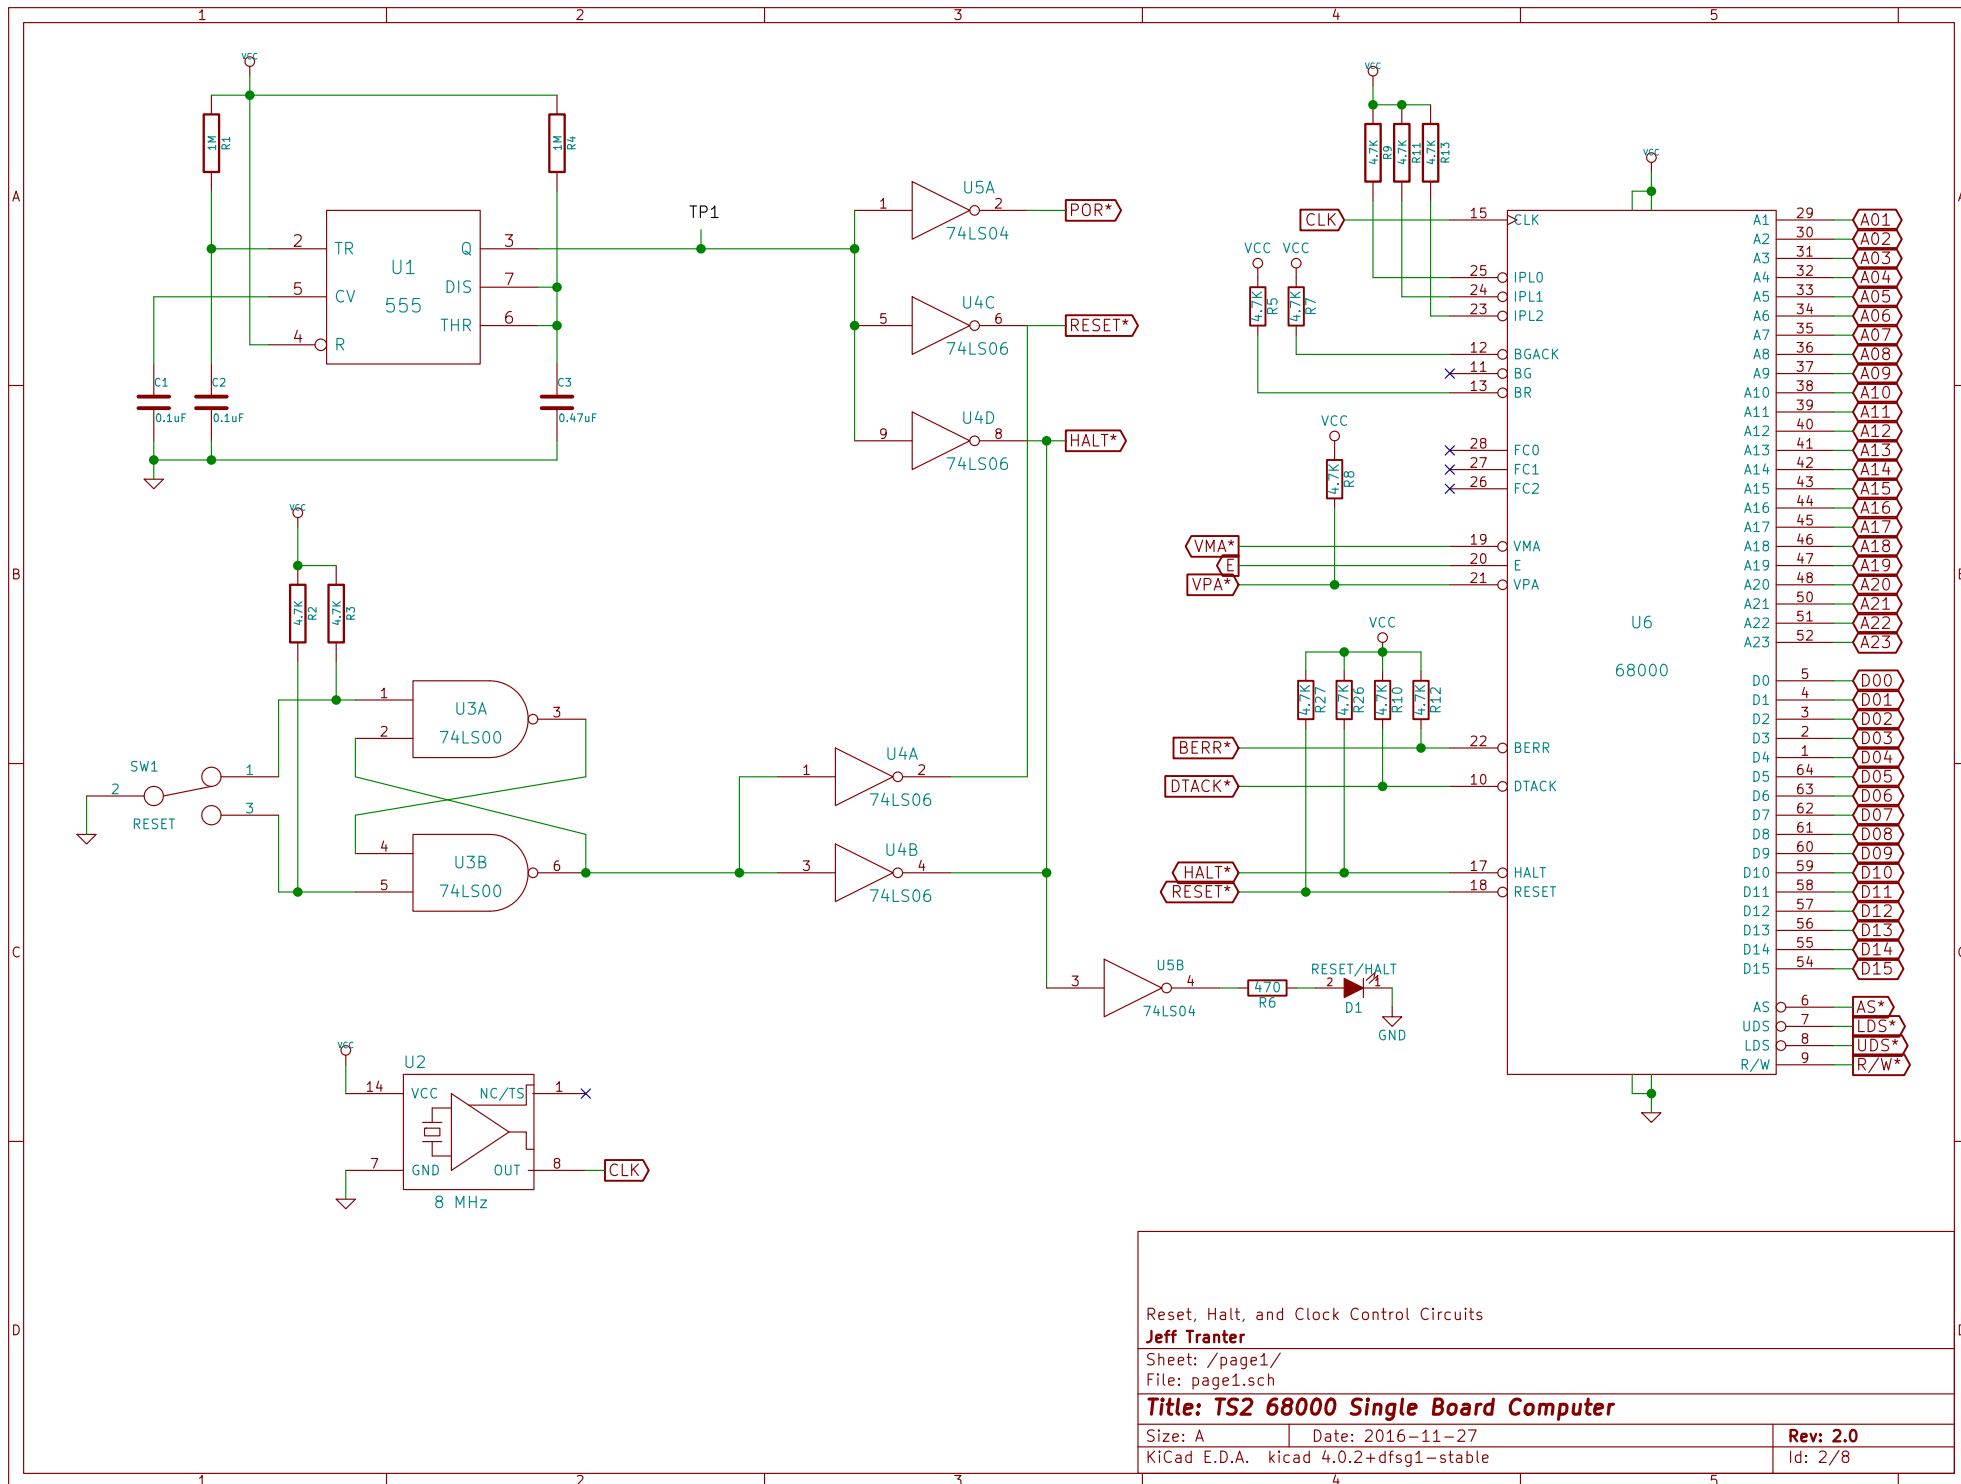 1 2 3 4 5
A
B
C
D
VCC
1M R1
1M R4
2 TR
5 CV
4 R
U1
555
Q 3
DIS 7
THR 6
C1 0.1uF
C2 0.1uF
C3 0.47uF
TP1
U5A
1 2
74LS04
POR*
U4C
5 6
74LS06
RESET*
U4D
9 8
74LS06
HALT*
VCC
4.7K R2
4.7K R3
SW1
2 1 3
RESET
1 2 3
U3A
74LS00
4 5 6
U3B
74LS00
U4A
1 2
74LS06
U4B
3 4
74LS06
U5B
3 4
74LS04
470
R6
RESET/HALT
2 1
D1
GND
VCC
U2
14 VCC
NC/TS 1
7 GND
OUT 8
8 MHz
CLK
VCC
4.7K R9
4.7K R11
4.7K R13
VCC VCC
4.7K R5
4.7K R7
VCC
4.7K R8
VCC
4.7K R27
4.7K R26
4.7K R10
4.7K R12
VCC
U6
68000
CLK 15 CLK
25 IPL0
24 IPL1
23 IPL2
12 BGACK
11 BG
13 BR
28 FC0
27 FC1
26 FC2
VMA* 19 VMA
E 20 E
VPA* 21 VPA
BERR* 22 BERR
DTACK* 10 DTACK
HALT* 17 HALT
RESET* 18 RESET
A1 29 A01
A2 30 A02
A3 31 A03
A4 32 A04
A5 33 A05
A6 34 A06
A7 35 A07
A8 36 A08
A9 37 A09
A10 38 A10
A11 39 A11
A12 40 A12
A13 41 A13
A14 42 A14
A15 43 A15
A16 44 A16
A17 45 A17
A18 46 A18
A19 47 A19
A20 48 A20
A21 50 A21
A22 51 A22
A23 52 A23
D0 5 D00
D1 4 D01
D2 3 D02
D3 2 D03
D4 1 D04
D5 64 D05
D6 63 D06
D7 62 D07
D8 61 D08
D9 60 D09
D10 59 D10
D11 58 D11
D12 57 D12
D13 56 D13
D14 55 D14
D15 54 D15
AS 6 AS*
UDS 7 LDS*
LDS 8 UDS*
R/W 9 R/W*
Reset, Halt, and Clock Control Circuits
Jeff Tranter
Sheet: /page1/
File: page1.sch
Title: TS2 68000 Single Board Computer
Size: A Date: 2016-11-27 Rev: 2.0
KiCad E.D.A. kicad 4.0.2+dfsg1-stable Id: 2/8
1 2 3 4 5